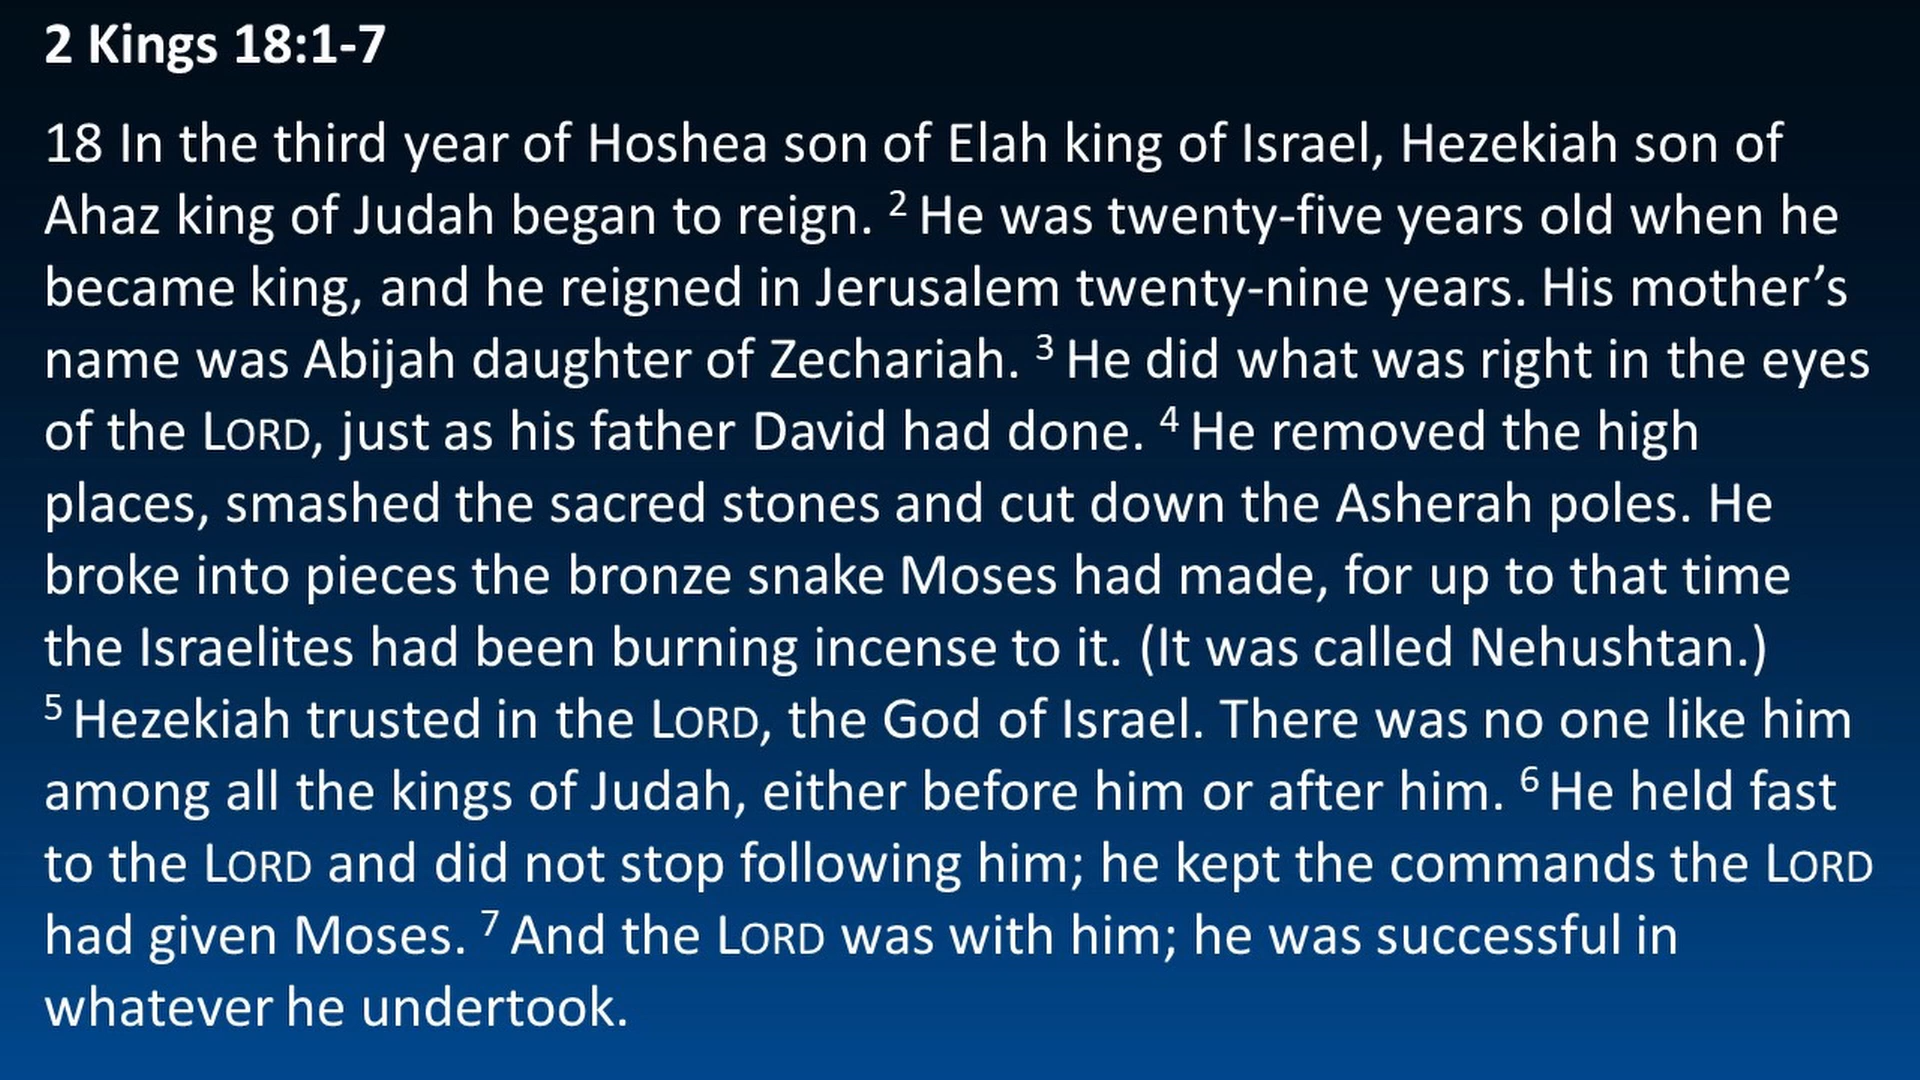 2 Kings 18:1-7
18 In the third year of Hoshea son of Elah king of Israel, Hezekiah son of
Ahaz king of Judah began to reign. 2 He was twenty-five years old when he
became king, and he reigned in Jerusalem twenty-nine years. His mother’s
name was Abijah daughter of Zechariah. 3 He did what was right in the eyes
of the LORD, just as his father David had done. 4 He removed the high
places, smashed the sacred stones and cut down the Asherah poles. He
broke into pieces the bronze snake Moses had made, for up to that time
the Israelites had been burning incense to it. (It was called Nehushtan.)
5 Hezekiah trusted in the LORD, the God of Israel. There was no one like him
among all the kings of Judah, either before him or after him. 6 He held fast
to the LORD and did not stop following him; he kept the commands the LORD
had given Moses. 7 And the LORD was with him; he was successful in
whatever he undertook.